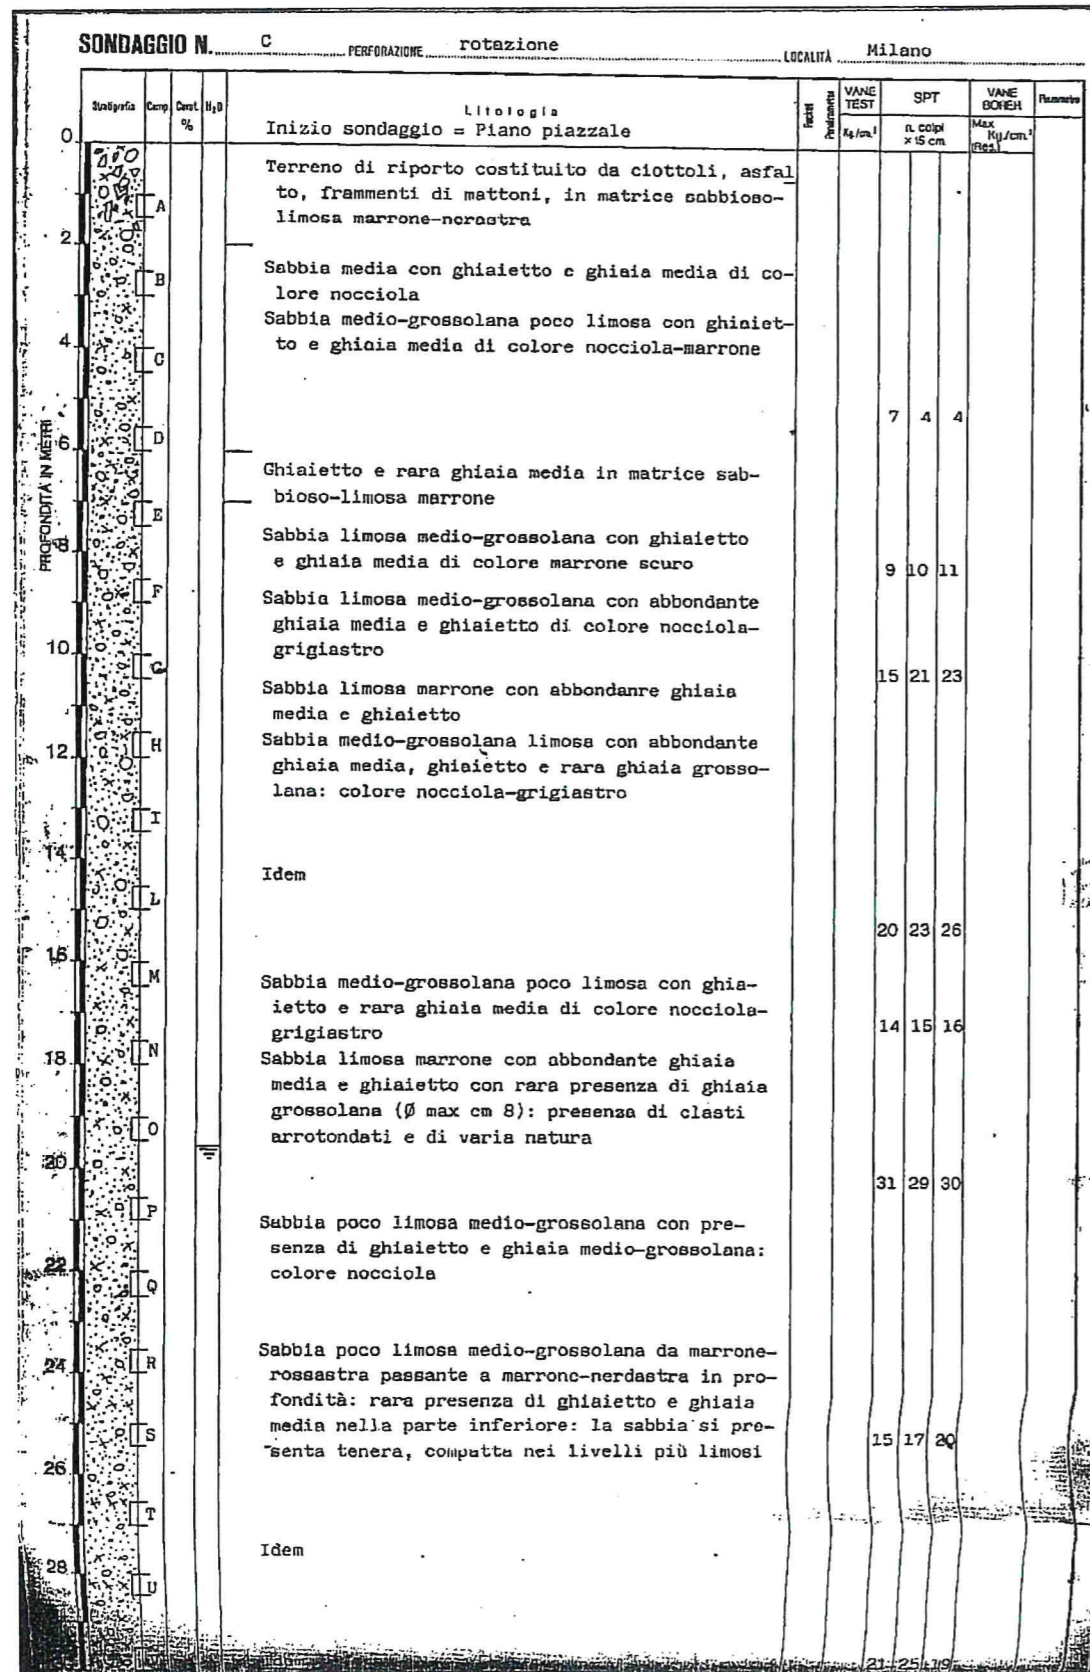 SONDAGGIO N. C PERFORAZIONE rotazione LOCALITÀ Milano
Stratigrafia Camp. Carot. % H2O Litologia Pocket Penetrometer VANE TEST Kg./cm.² SPT n. colpi × 15 cm VANE BOREH Max Kg./cm.² (Res.)
Inizio sondaggio = Piano piazzale
PROFONDITÀ IN METRI
0
Terreno di riporto costituito da ciottoli, asfal
to, frammenti di mattoni, in matrice sabbioso-
limosa marrone-nerastra
A
2
Sabbia media con ghiaietto e ghiaia media di co-
lore nocciola
B
Sabbia medio-grossolana poco limosa con ghiaiet-
to e ghiaia media di colore nocciola-marrone
4
C
7 4 4
D
6
Ghiaietto e rara ghiaia media in matrice sab-
bioso-limosa marrone
E
Sabbia limosa medio-grossolana con ghiaietto
e ghiaia media di colore marrone scuro
8
9 10 11
F
Sabbia limosa medio-grossolana con abbondante
ghiaia media e ghiaietto di colore nocciola-
grigiastro
10
G
15 21 23
Sabbia limosa marrone con abbondanre ghiaia
media e ghiaietto
Sabbia medio-grossolana limosa con abbondante
ghiaia media, ghiaietto e rara ghiaia grosso-
lana: colore nocciola-grigiastro
H
12
I
14
Idem
L
20 23 26
16
M
Sabbia medio-grossolana poco limosa con ghia-
ietto e rara ghiaia media di colore nocciola-
grigiastro
14 15 16
N
18
Sabbia limosa marrone con abbondante ghiaia
media e ghiaietto con rara presenza di ghiaia
grossolana (Ø max cm 8): presenza di clasti
arrotondati e di varia natura
O
20
31 29 30
P
Sabbia poco limosa medio-grossolana con pre-
senza di ghiaietto e ghiaia medio-grossolana:
colore nocciola
22
Q
Sabbia poco limosa medio-grossolana da marrone-
rossastra passante a marrone-nerdastra in pro-
fondità: rara presenza di ghiaietto e ghiaia
media nella parte inferiore: la sabbia si pre-
senta tenera, compatta nei livelli più limosi
R
24
S
15 17 20
26
T
Idem
28
U
21 25 19